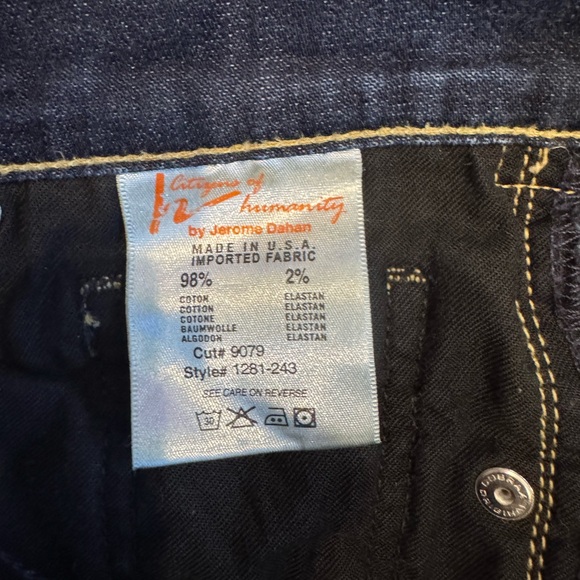 Citizens of
humanity
by Jerome Dahan
MADE IN U.S.A.
IMPORTED FABRIC
98% 2%
COTON ELASTAN
COTTON ELASTAN
COTONE ELASTAN
BAUMWOLLE ELASTAN
ALGODON ELASTAN
Cut# 9079
Style# 1281-243
SEE CARE ON REVERSE
30
ORIGINAL